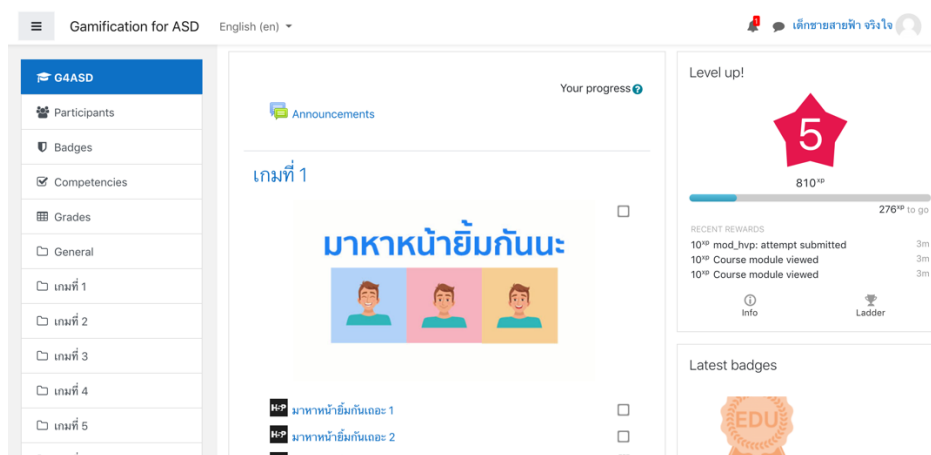 Gamification for ASD English (en)
1
เด็กชายสายฟ้า จริงใจ
G4ASD
Participants
Badges
Competencies
Grades
General
เกมที่ 1
เกมที่ 2
เกมที่ 3
เกมที่ 4
เกมที่ 5
Your progress
Announcements
เกมที่ 1
มาหาหน้ายิ้มกันนะ
H-P มาหาหน้ายิ้มกันเถอะ 1
H-P มาหาหน้ายิ้มกันเถอะ 2
Level up!
5
810xp
276xp to go
RECENT REWARDS
10xp mod_hvp: attempt submitted 3m
10xp Course module viewed 3m
10xp Course module viewed 3m
Info Ladder
Latest badges
EDU